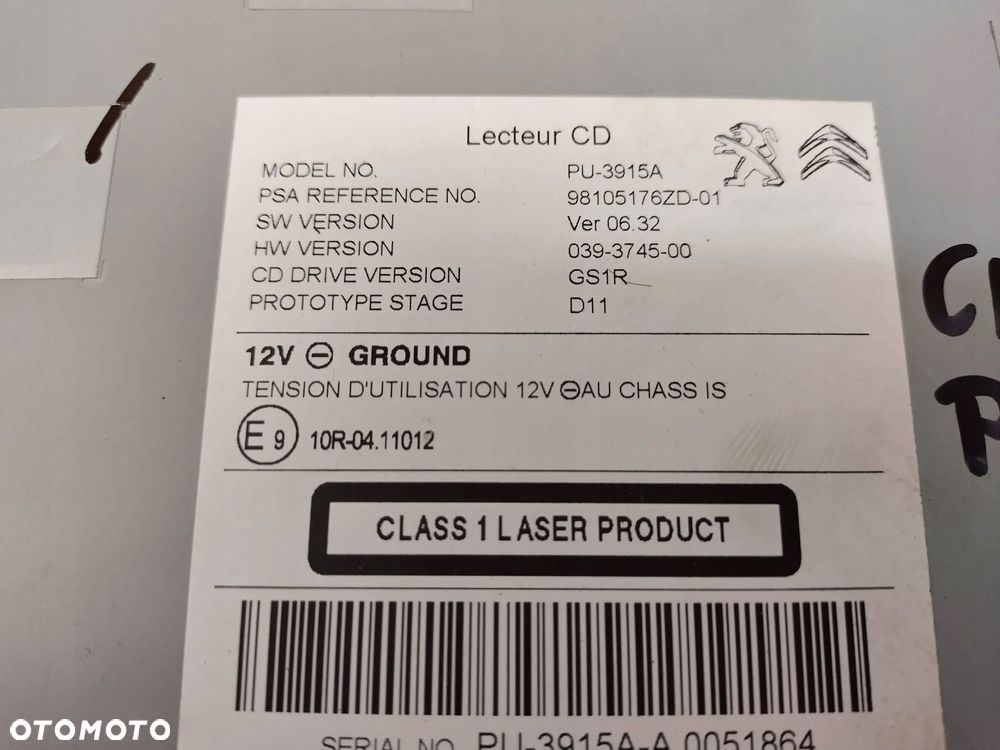 Lecteur CD
MODEL NO. PU-3915A
PSA REFERENCE NO. 98105176ZD-01
SW VERSION Ver 06.32
HW VERSION 039-3745-00
CD DRIVE VERSION GS1R
PROTOTYPE STAGE D11
12V ⊖ GROUND
TENSION D'UTILISATION 12V ⊖AU CHASS IS
E 9 10R-04.11012
CLASS 1 LASER PRODUCT
SERIAL NO. PU-3915A-A 0051864
OTOMOTO